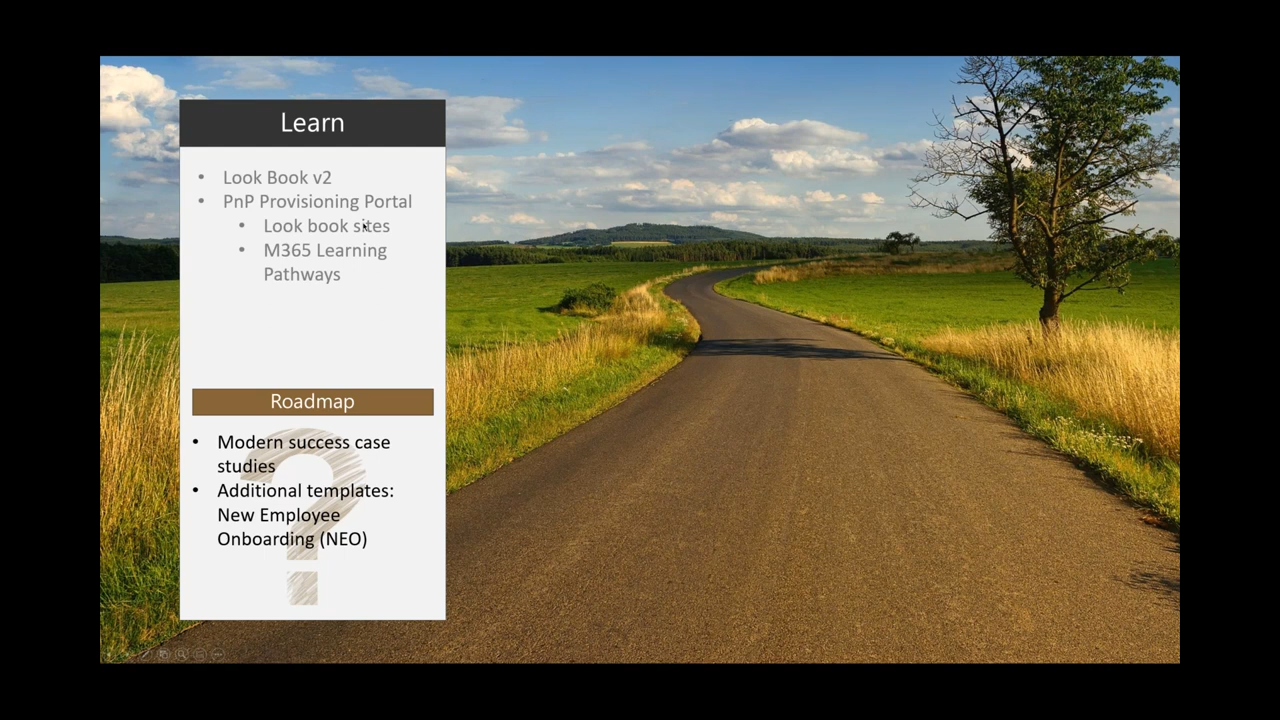 Learn
• Look Book v2
• PnP Provisioning Portal
• Look book sites
• M365 Learning
Pathways
Roadmap
• Modern success case
studies
• Additional templates:
New Employee
Onboarding (NEO)